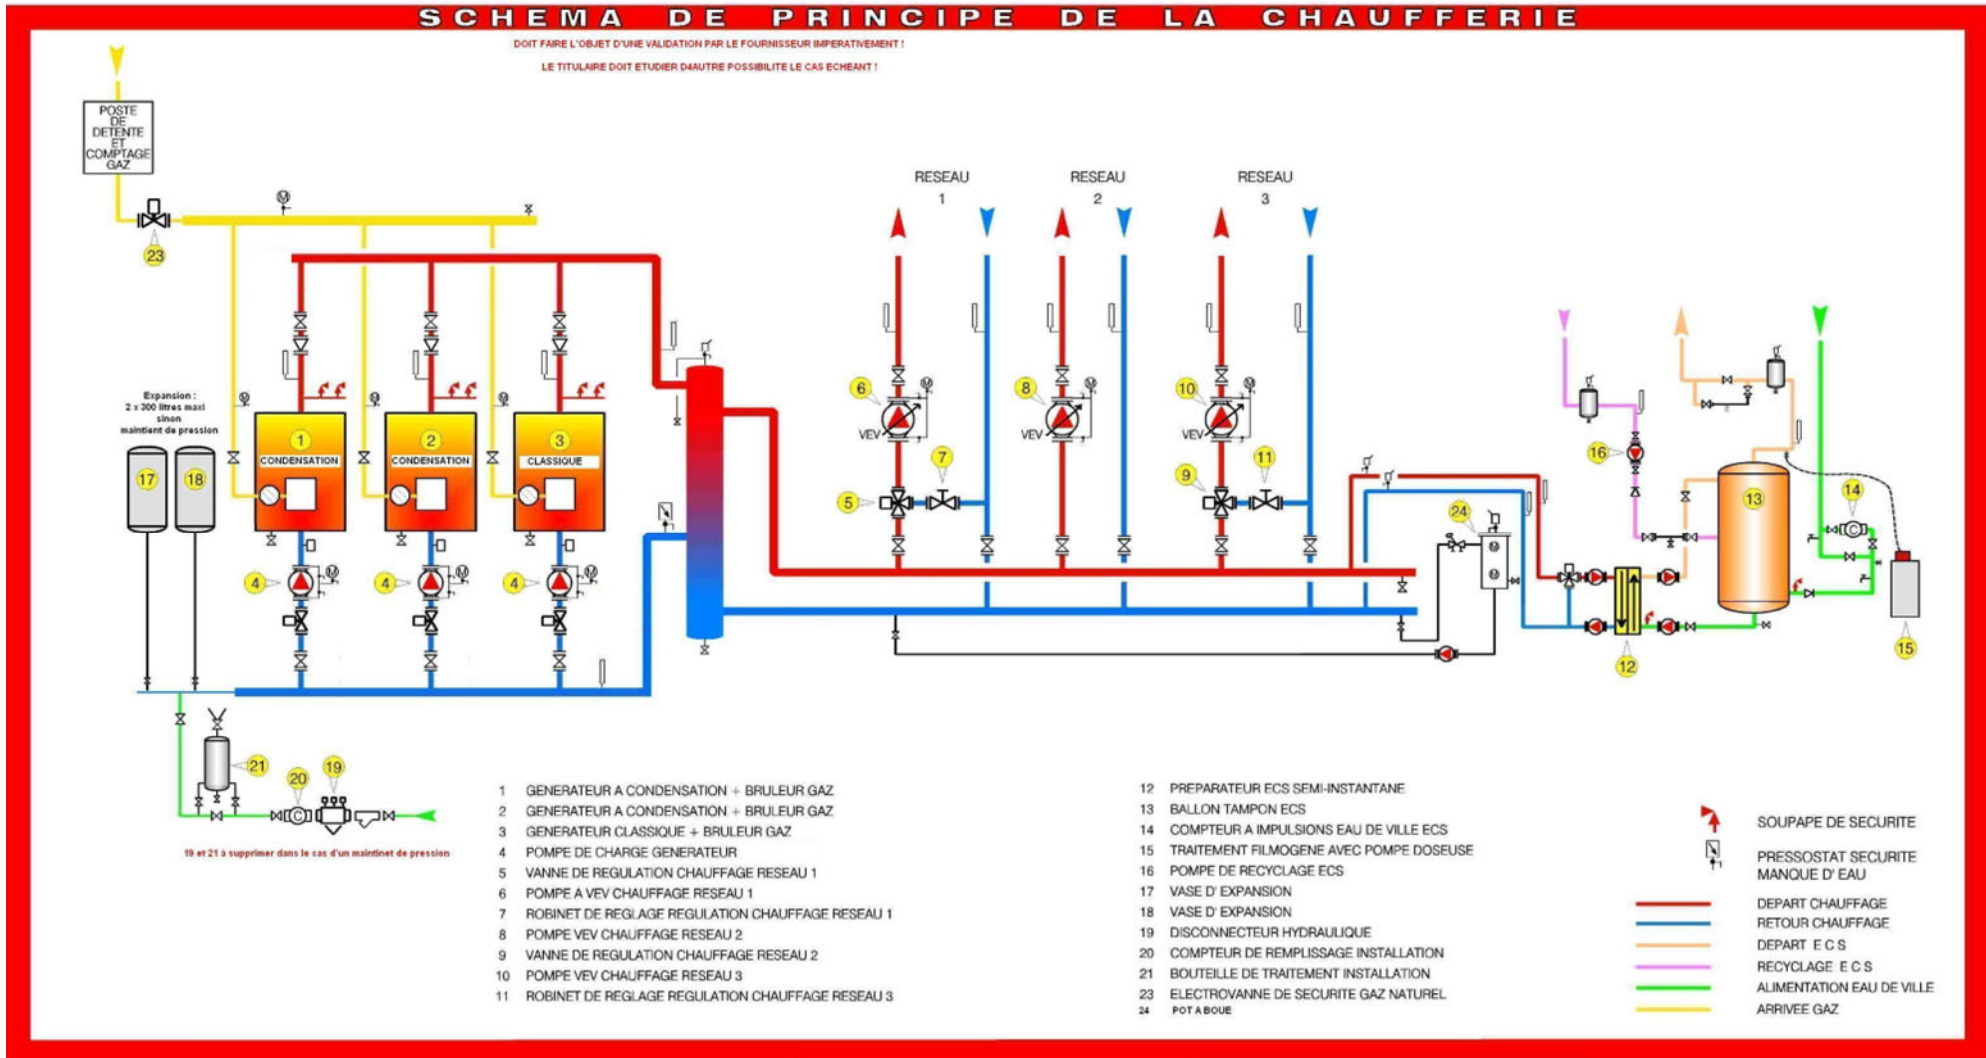 SCHEMA DE PRINCIPE DE LA CHAUFFERIE
DOIT FAIRE L'OBJET D'UNE VALIDATION PAR LE FOURNISSEUR IMPERATIVEMENT !
LE TITULAIRE DOIT ETUDIER D4AUTRE POSSIBILITE LE CAS ECHEANT !
POSTE
DE
DETENTE
ET
COMPTAGE
GAZ
23
M
RESEAU
1
RESEAU
2
RESEAU
3
Expansion :
2 x 300 litres maxi
sinon
maintient de pression
17
18
M
M
M
1
CONDENSATION
2
CONDENSATION
3
CLASSIQUE
4
M
4
M
4
M
6
M
VEV
8
M
VEV
10
M
VEV
5
7
9
11
24
M
M
16
13
14
C
12
15
21
20
19
C
19 et 21 à supprimer dans le cas d'un maintinet de pression
1 GENERATEUR A CONDENSATION + BRULEUR GAZ
2 GENERATEUR A CONDENSATION + BRULEUR GAZ
3 GENERATEUR CLASSIQUE + BRULEUR GAZ
4 POMPE DE CHARGE GENERATEUR
5 VANNE DE REGULATION CHAUFFAGE RESEAU 1
6 POMPE A VEV CHAUFFAGE RESEAU 1
7 ROBINET DE REGLAGE REGULATION CHAUFFAGE RESEAU 1
8 POMPE VEV CHAUFFAGE RESEAU 2
9 VANNE DE REGULATION CHAUFFAGE RESEAU 2
10 POMPE VEV CHAUFFAGE RESEAU 3
11 ROBINET DE REGLAGE REGULATION CHAUFFAGE RESEAU 3
12 PREPARATEUR ECS SEMI-INSTANTANE
13 BALLON TAMPON ECS
14 COMPTEUR A IMPULSIONS EAU DE VILLE ECS
15 TRAITEMENT FILMOGENE AVEC POMPE DOSEUSE
16 POMPE DE RECYCLAGE ECS
17 VASE D' EXPANSION
18 VASE D' EXPANSION
19 DISCONNECTEUR HYDRAULIQUE
20 COMPTEUR DE REMPLISSAGE INSTALLATION
21 BOUTEILLE DE TRAITEMENT INSTALLATION
23 ELECTROVANNE DE SECURITE GAZ NATUREL
24 POT A BOUE
SOUPAPE DE SECURITE
PRESSOSTAT SECURITE
MANQUE D' EAU
DEPART CHAUFFAGE
RETOUR CHAUFFAGE
DEPART E C S
RECYCLAGE E C S
ALIMENTATION EAU DE VILLE
ARRIVEE GAZ